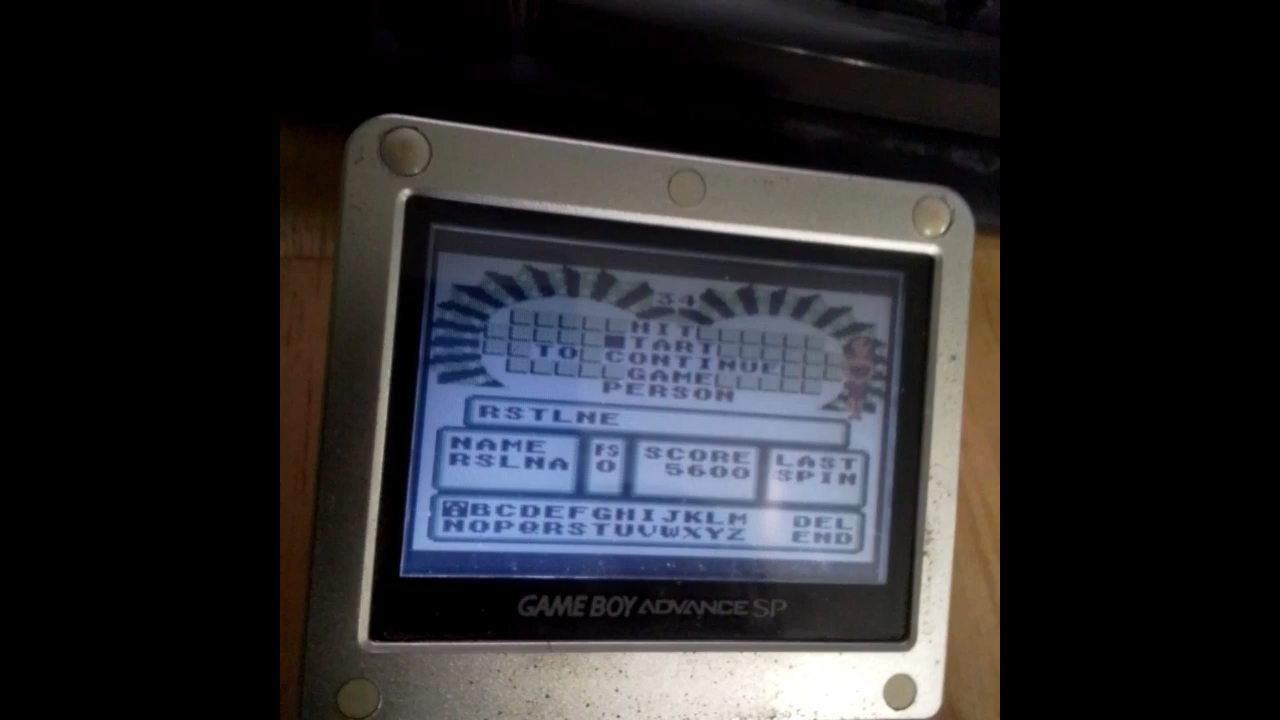 34
HIT
TART
TO CONTINUE
GAME
PERSON
RSTLNE
NAME FS SCORE LAST
RSLNA 0 5600 SPIN
ABCDEFGHIJKLM DEL
NOPQRSTUVWXYZ END
GAME BOY ADVANCE SP